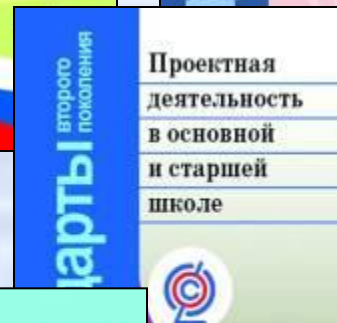 второго
поколения
дарты
Проектная
деятельность
в основной
и старшей
школе